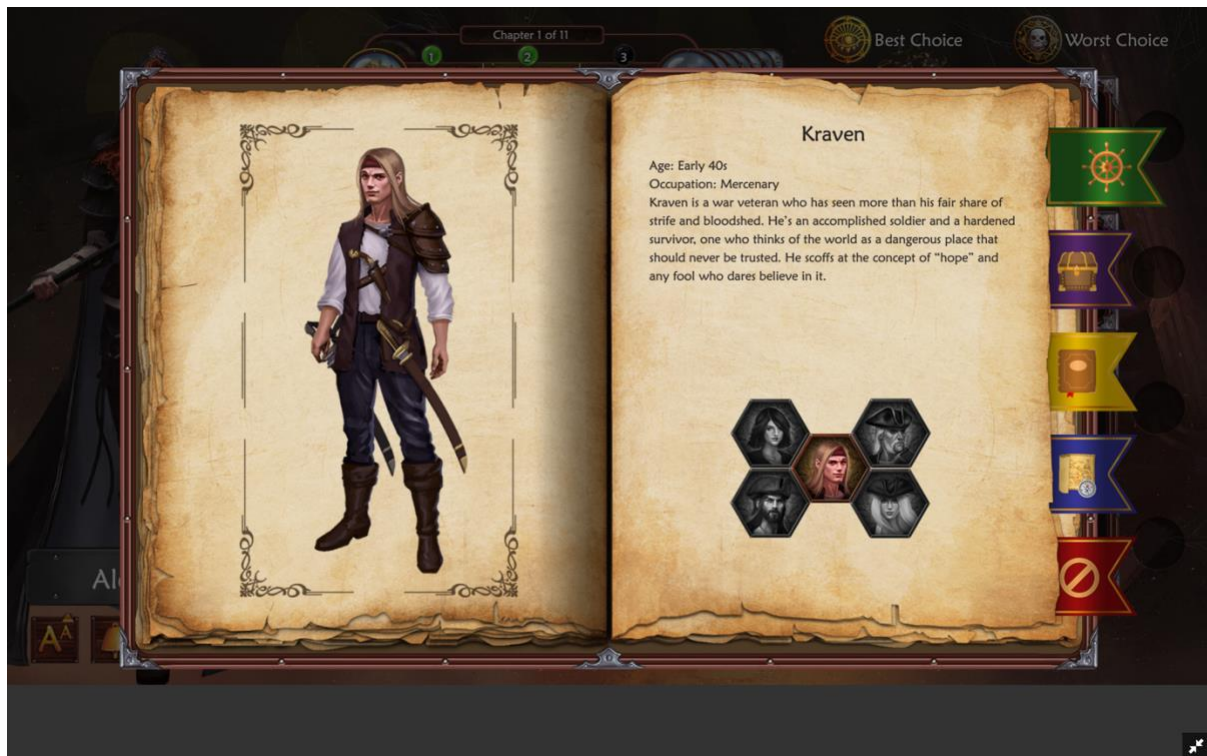 Chapter 1 of 11
Best Choice
Worst Choice
1
2
3
Kraven
Age: Early 40s
Occupation: Mercenary
Kraven is a war veteran who has seen more than his fair share of
strife and bloodshed. He's an accomplished soldier and a hardened
survivor, one who thinks of the world as a dangerous place that
should never be trusted. He scoffs at the concept of “hope” and
any fool who dares believe in it.
AA